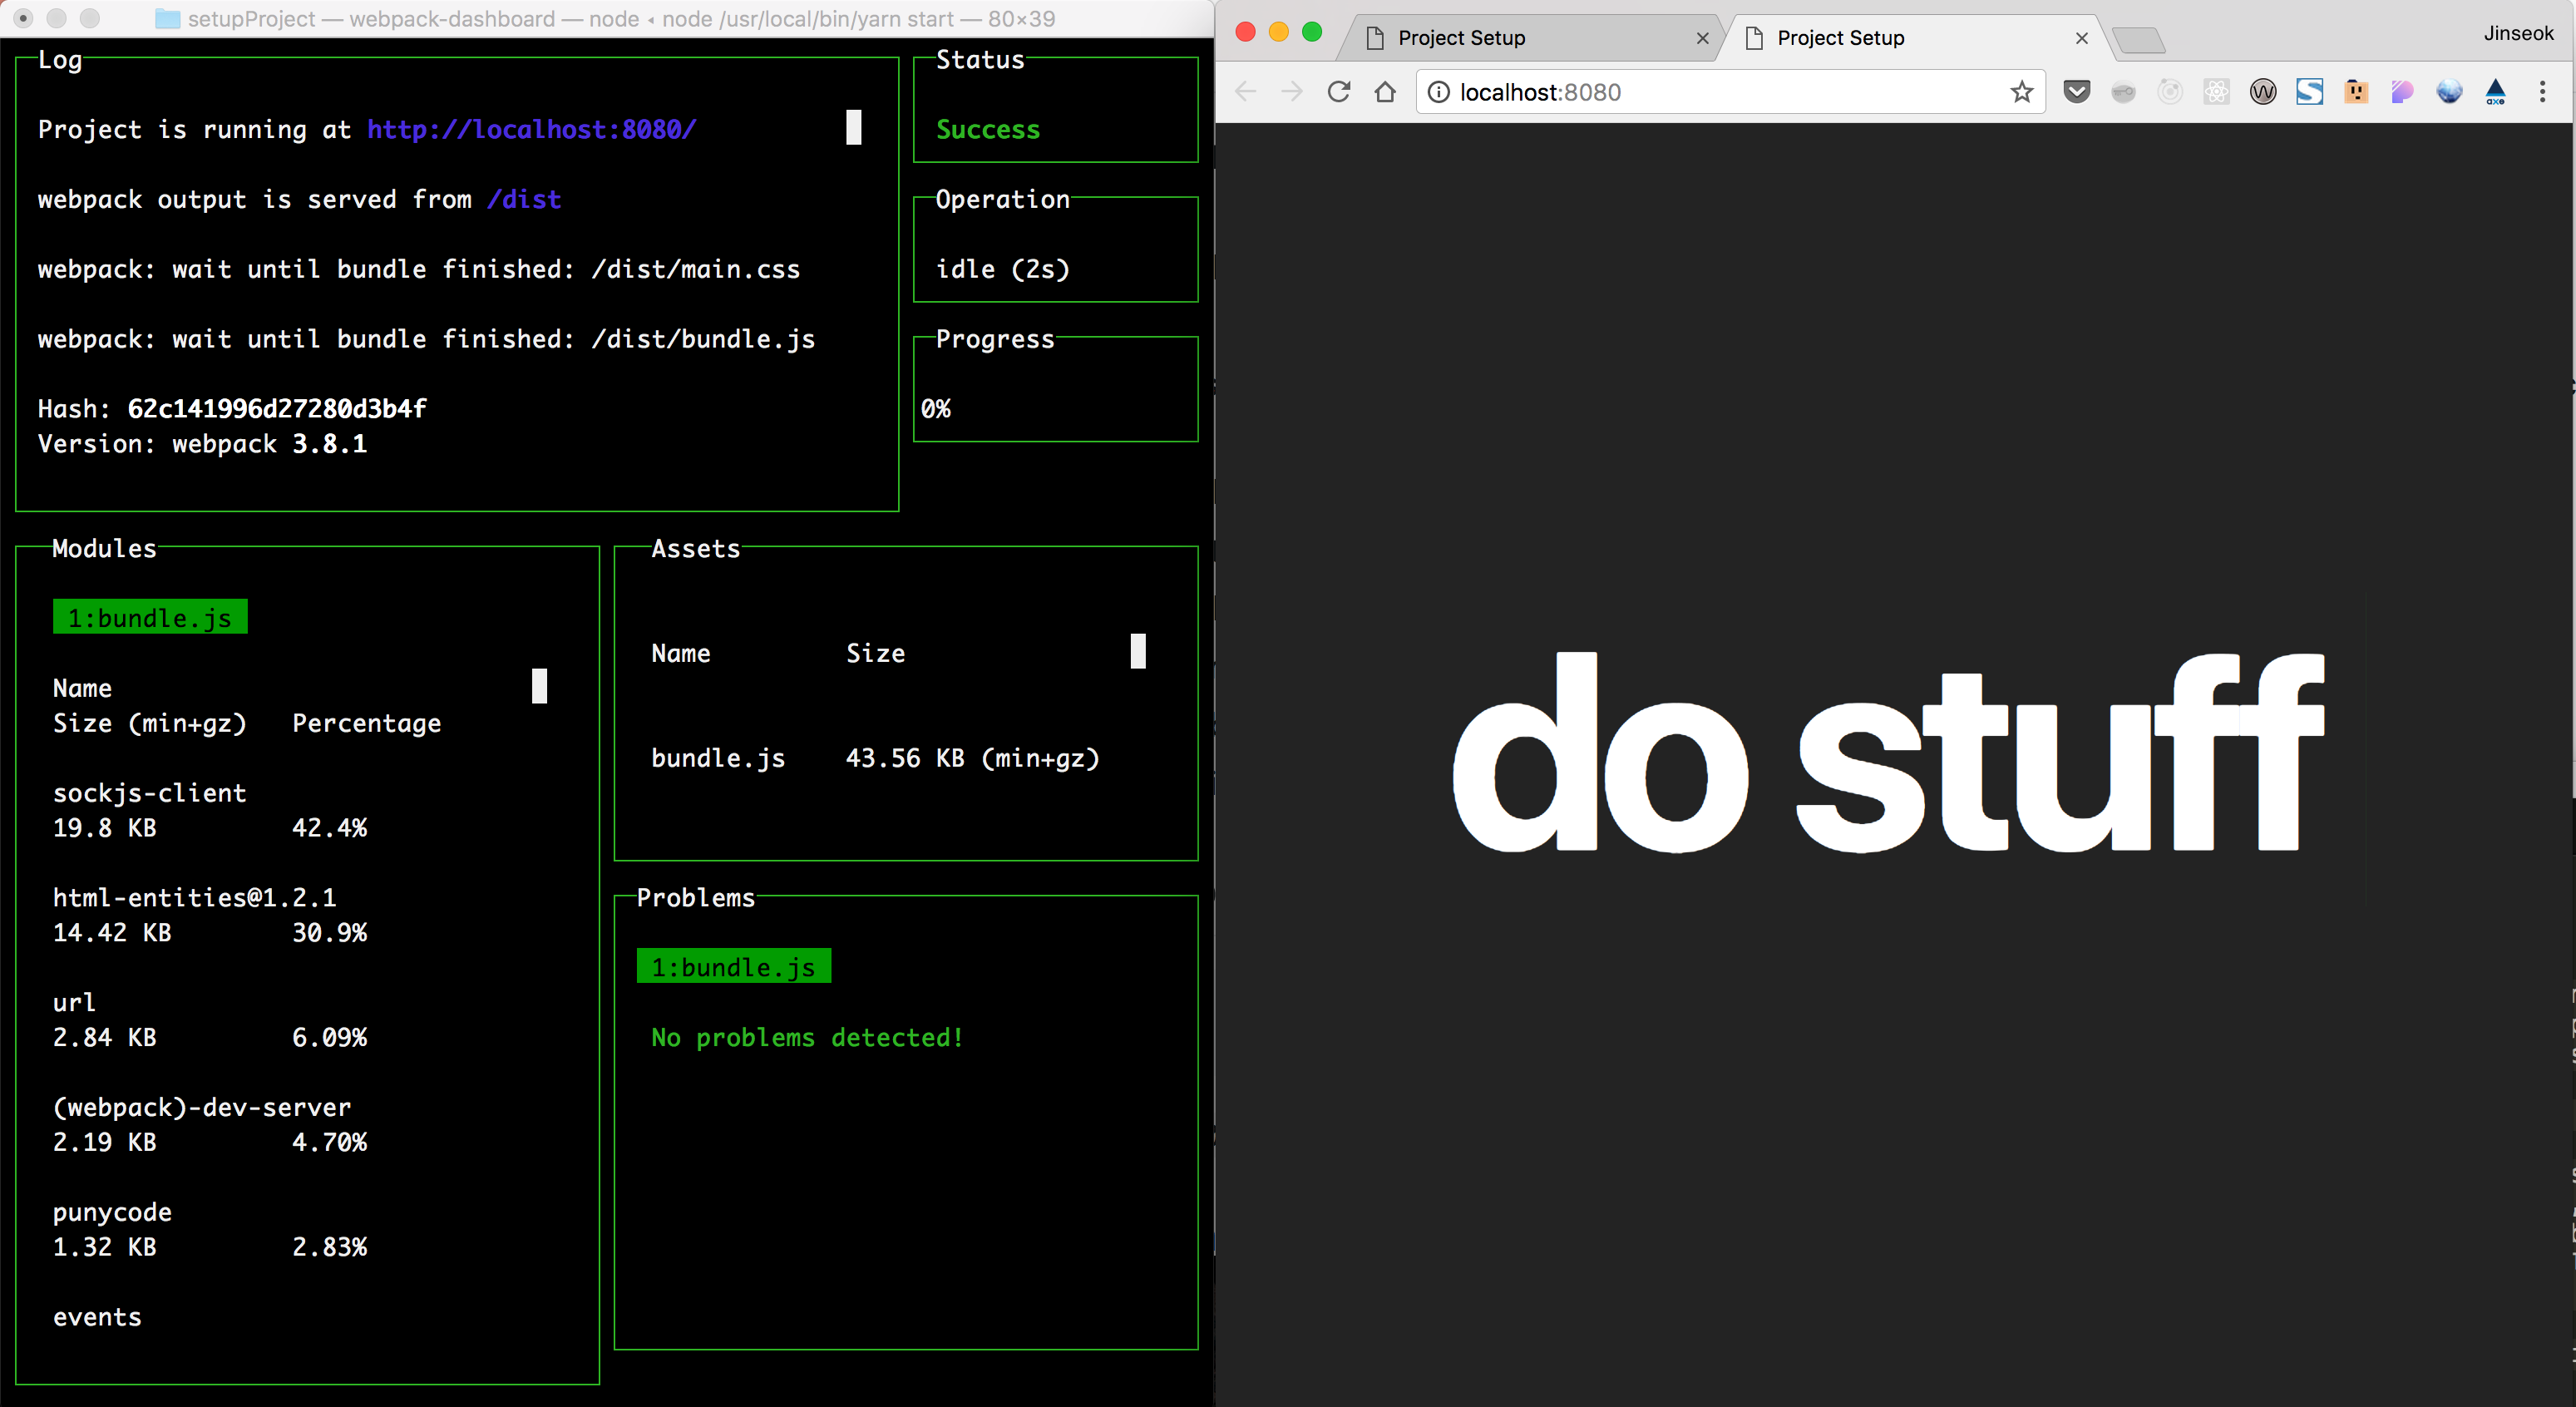 setupProject — webpack-dashboard — node ◂ node /usr/local/bin/yarn start — 80×39
Log
Project is running at http://localhost:8080/
webpack output is served from /dist
webpack: wait until bundle finished: /dist/main.css
webpack: wait until bundle finished: /dist/bundle.js
Hash: 62c141996d27280d3b4f
Version: webpack 3.8.1
Status
Success
Operation
idle (2s)
Progress
0%
Modules
1:bundle.js
Name
Size (min+gz) Percentage
sockjs-client
19.8 KB 42.4%
html-entities@1.2.1
14.42 KB 30.9%
url
2.84 KB 6.09%
(webpack)-dev-server
2.19 KB 4.70%
punycode
1.32 KB 2.83%
events
Assets
Name Size
bundle.js 43.56 KB (min+gz)
Problems
1:bundle.js
No problems detected!
Project Setup
Project Setup
Jinseok
localhost:8080
axe
do stuff